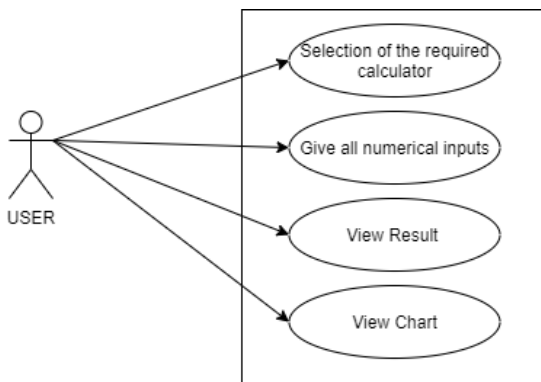 Selection of the required
calculator
Give all numerical inputs
USER
View Result
View Chart